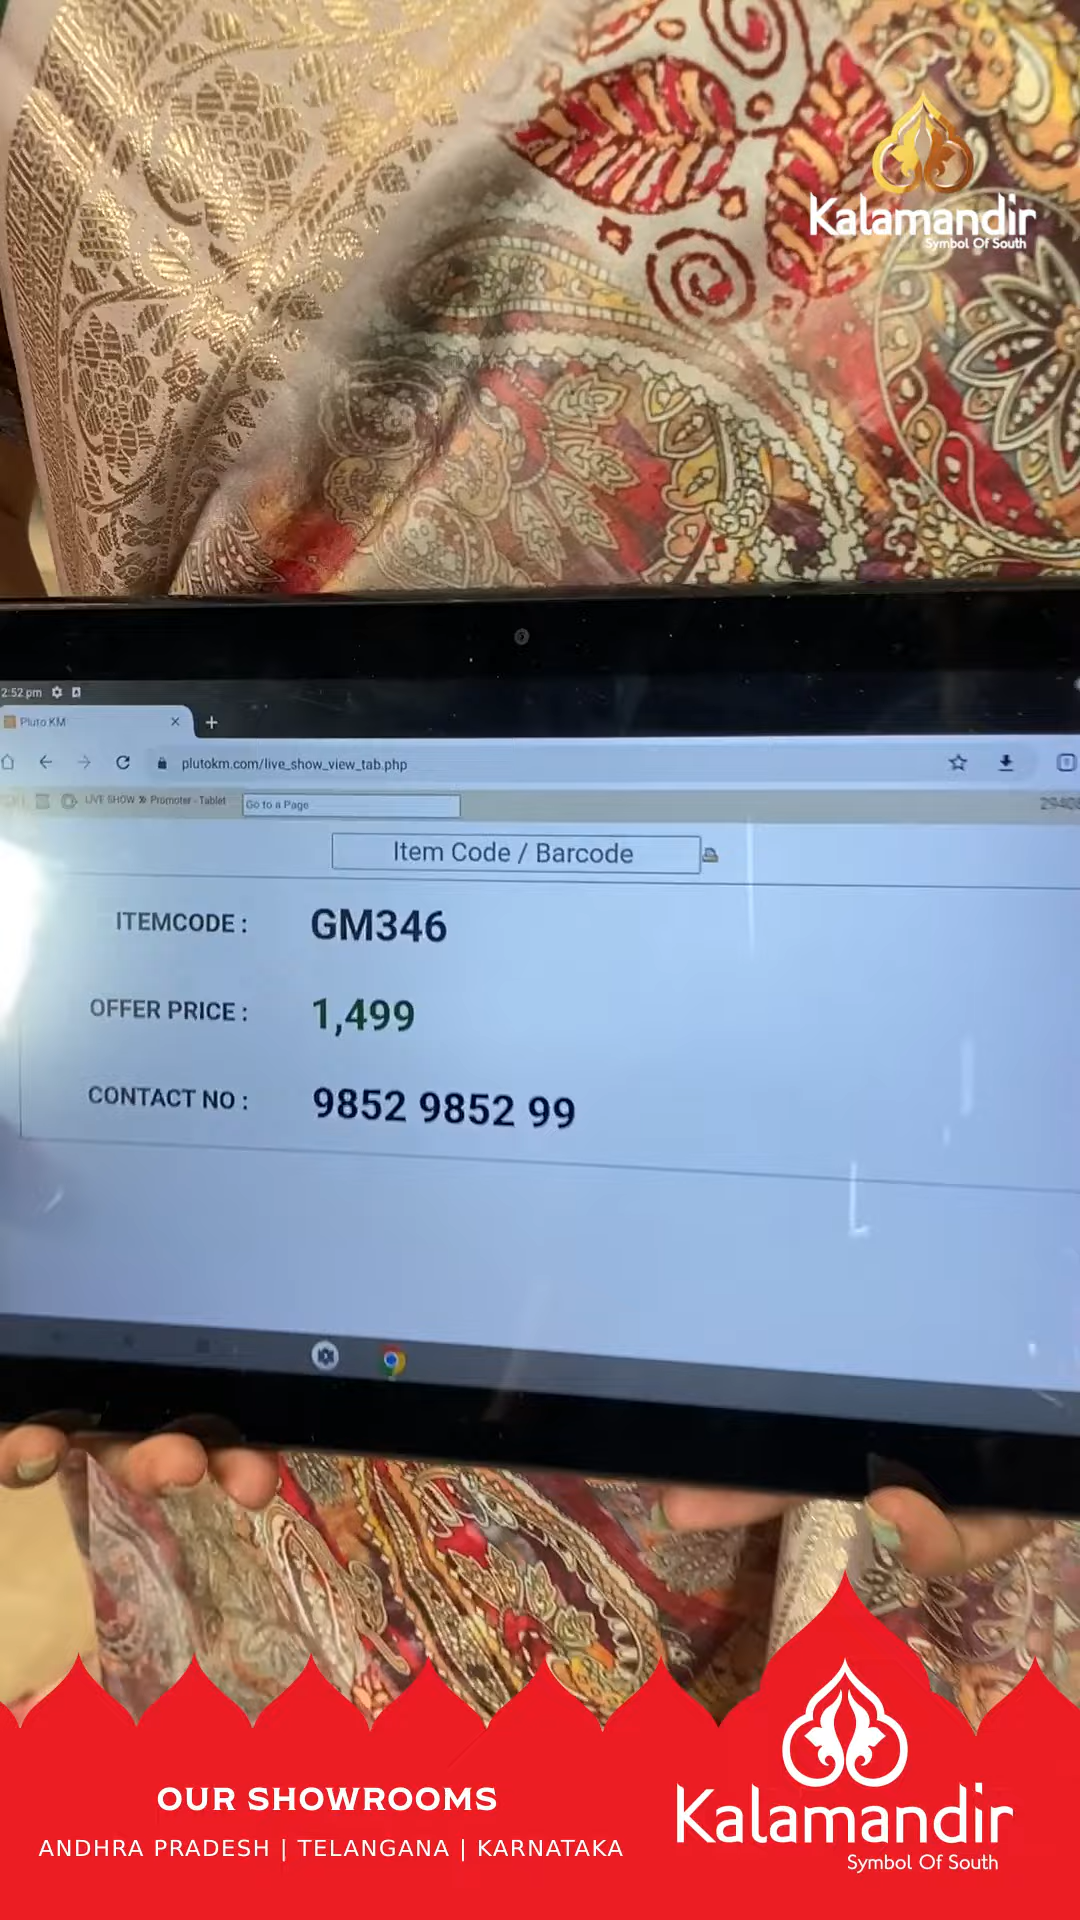 Kalamandir
Symbol Of South
2:52 pm
Pluto KM
plutokm.com/live_show_view_tab.php
LIVE SHOW » Promoter - Tablet
Go to a Page
Item Code / Barcode
ITEMCODE : GM346
OFFER PRICE : 1,499
CONTACT NO : 9852 9852 99
OUR SHOWROOMS
ANDHRA PRADESH | TELANGANA | KARNATAKA
Kalamandir
Symbol Of South